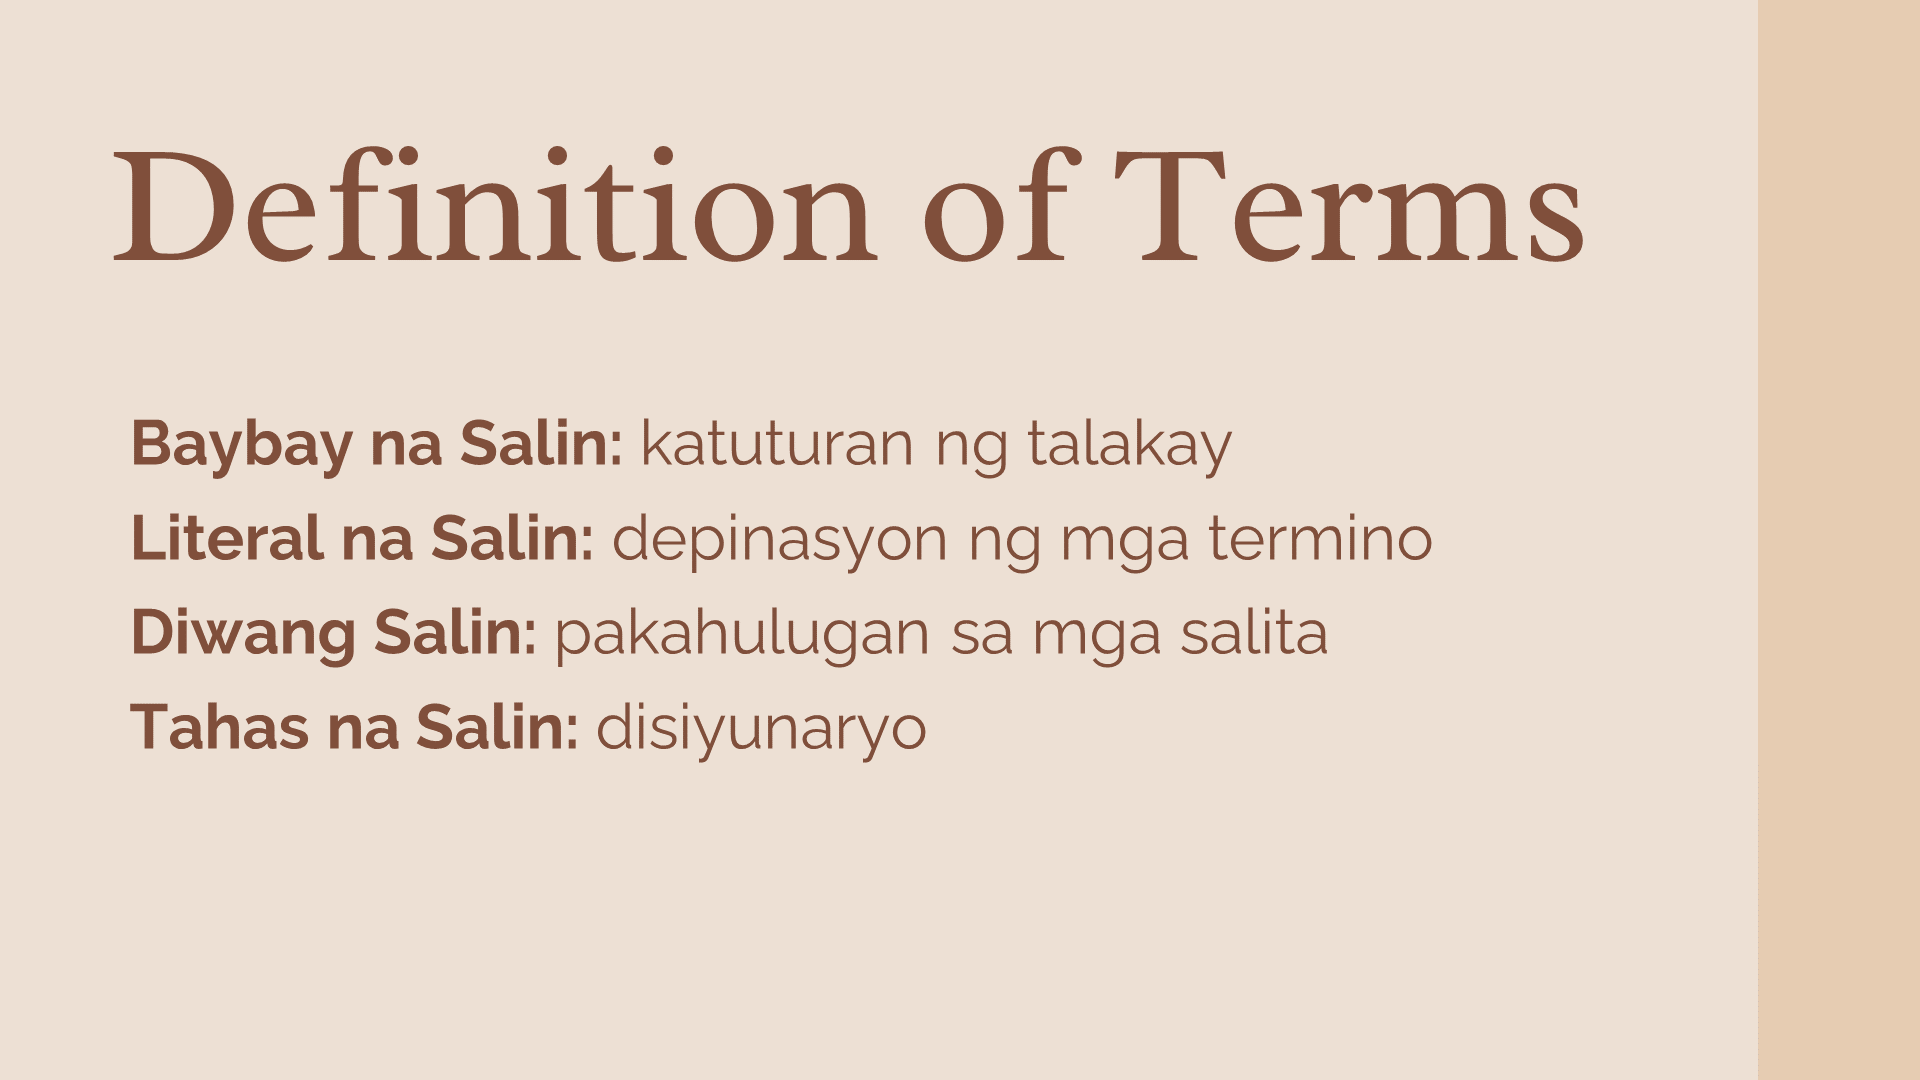 Definition of Terms
Baybay na Salin: katuturan ng talakay
Literal na Salin: depinasyon ng mga termino
Diwang Salin: pakahulugan sa mga salita
Tahas na Salin: disiyunaryo